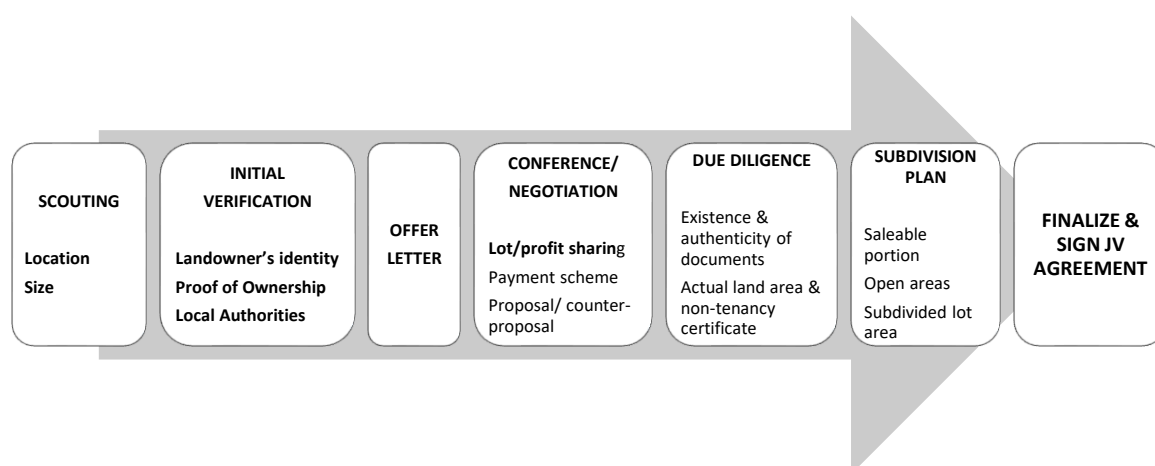 SCOUTING
Location
Size
INITIAL
VERIFICATION
Landowner's identity
Proof of Ownership
Local Authorities
OFFER
LETTER
CONFERENCE/
NEGOTIATION
Lot/profit sharing
Payment scheme
Proposal/ counter-
proposal
DUE DILIGENCE
Existence &
authenticity of
documents
Actual land area &
non-tenancy
certificate
SUBDIVISION
PLAN
Saleable
portion
Open areas
Subdivided lot
area
FINALIZE &
SIGN JV
AGREEMENT